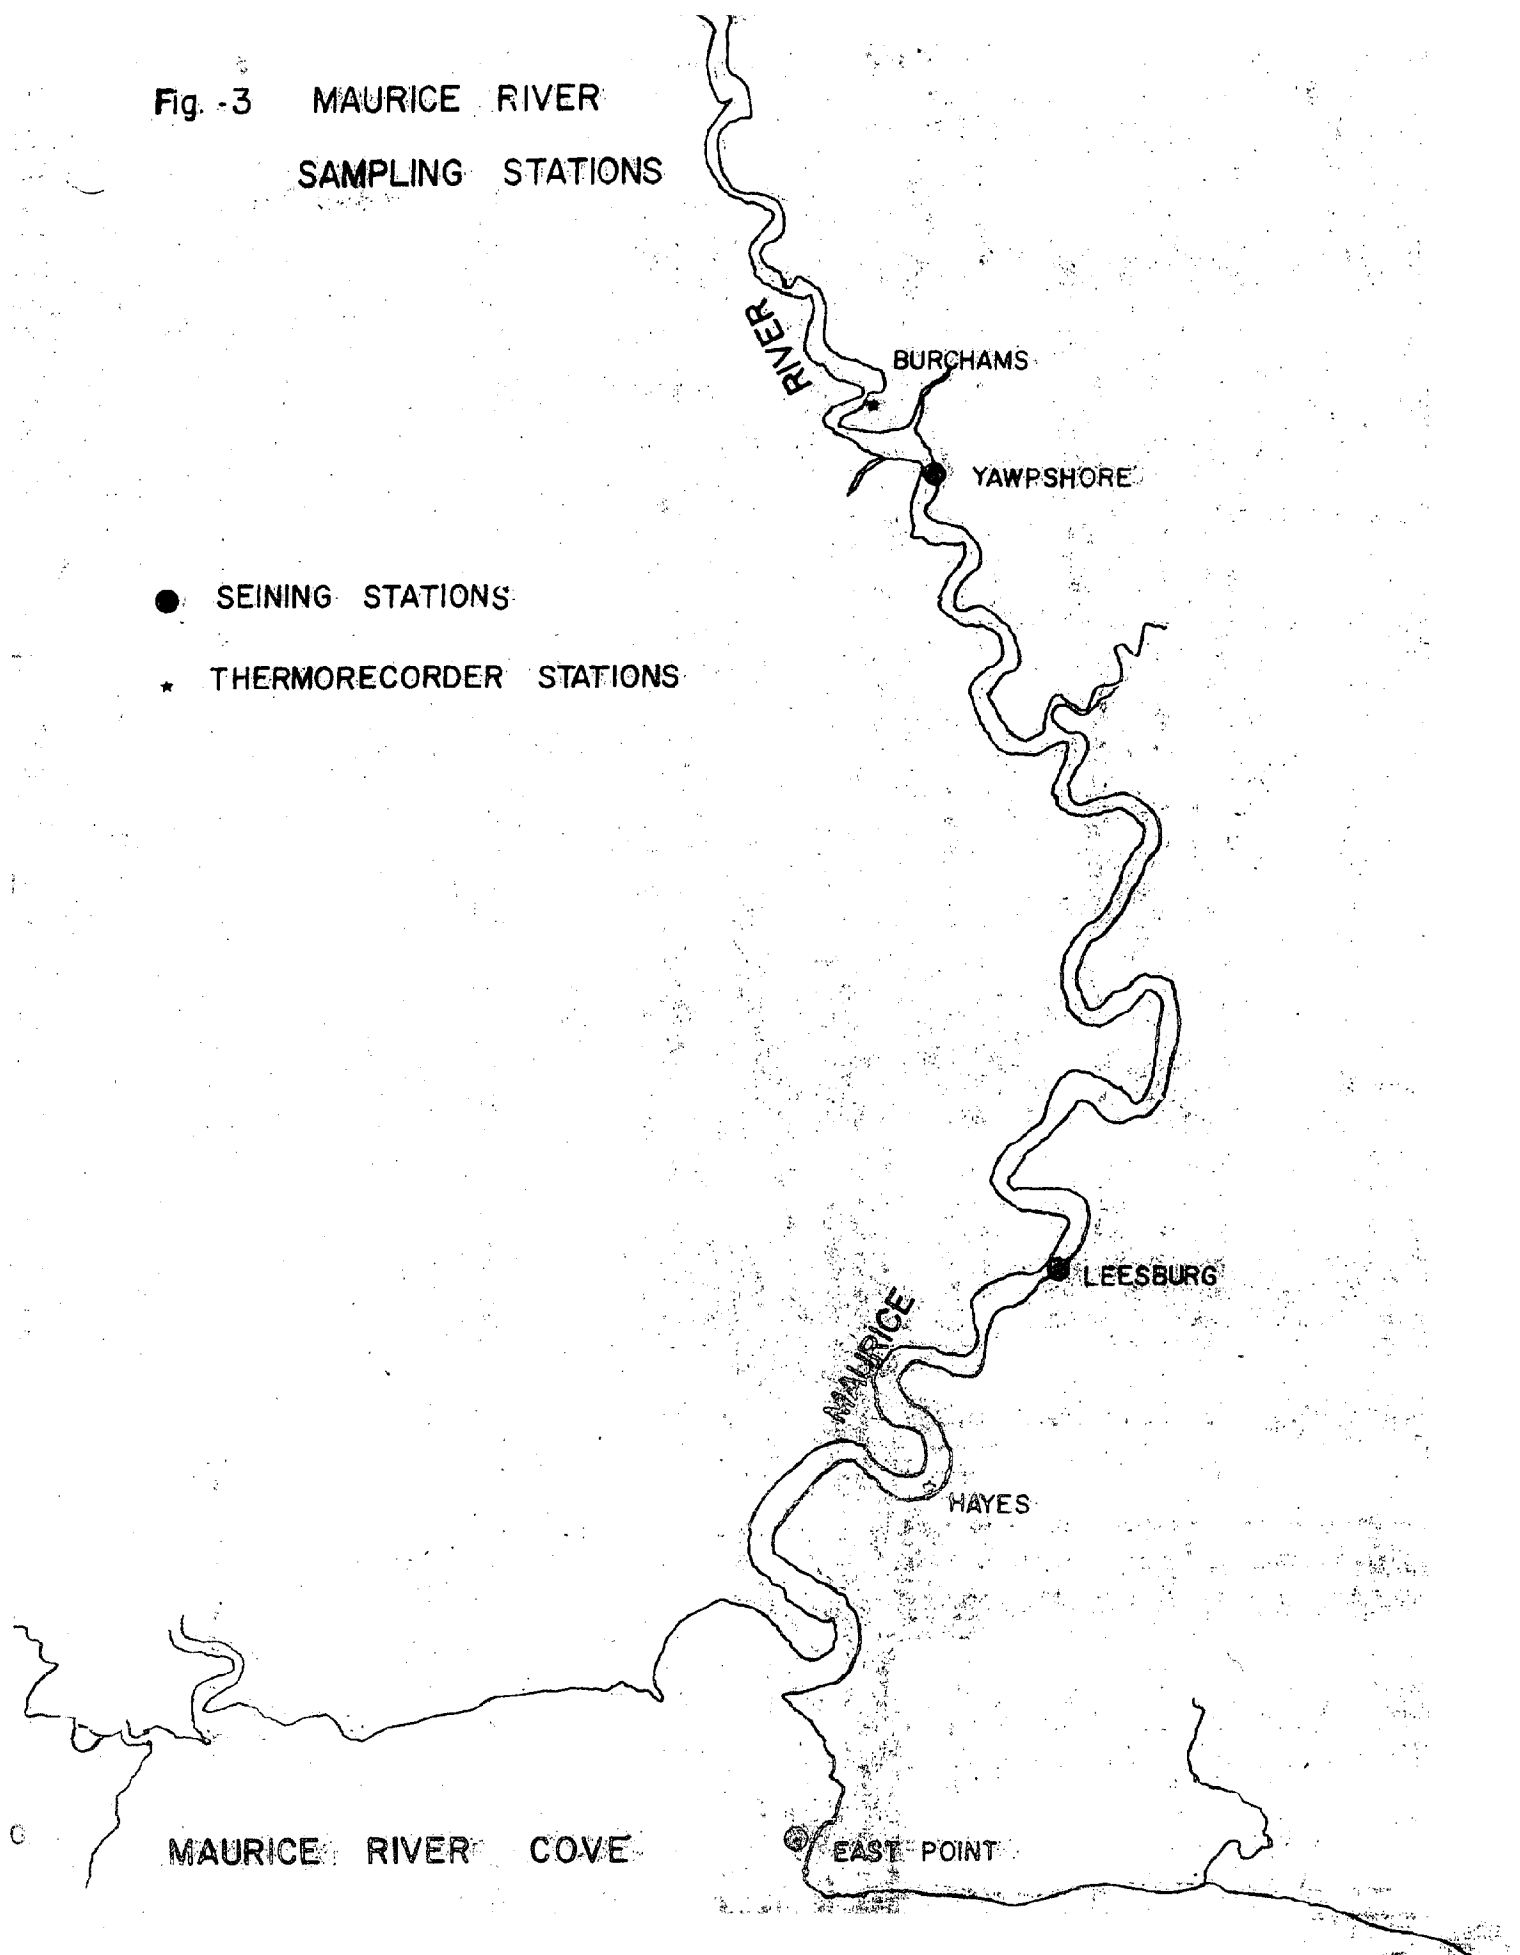 Fig. -3 MAURICE RIVER
SAMPLING STATIONS
RIVER
BURCHAMS
YAWPSHORE
SEINING STATIONS
THERMORECORDER STATIONS
LEESBURG
MAURICE
HAYES
MAURICE RIVER COVE
EAST POINT